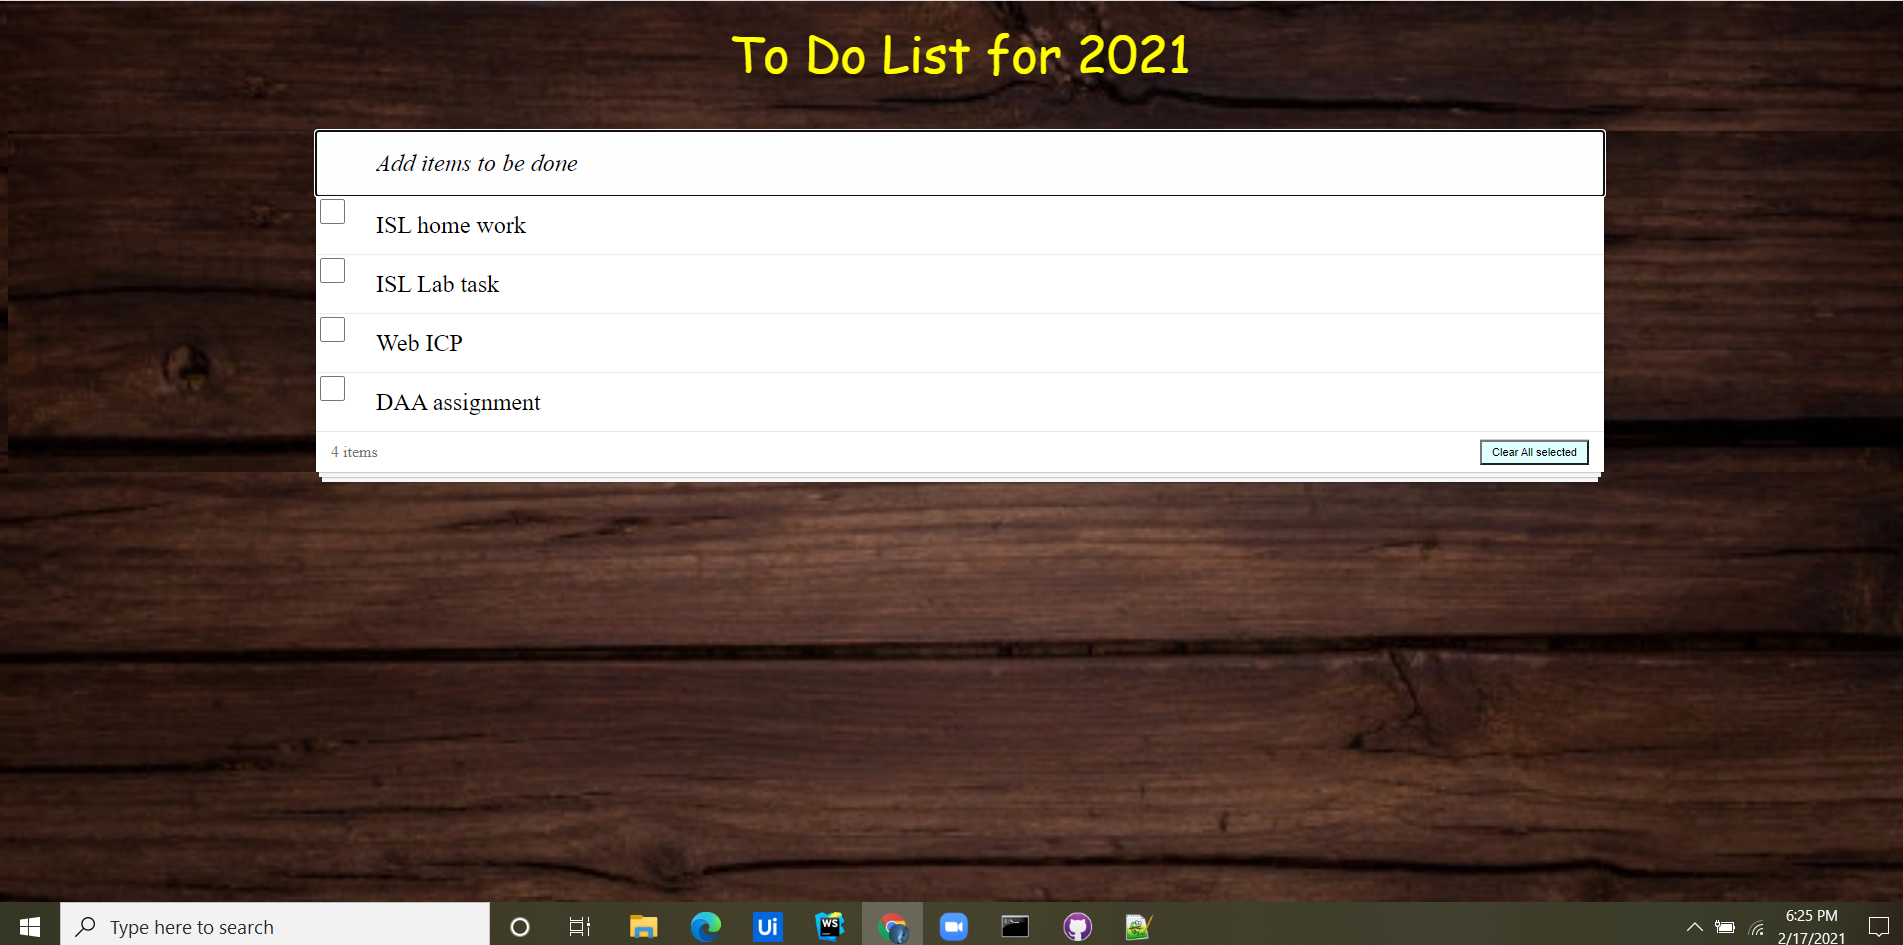 To Do List for 2021
Add items to be done
ISL home work
ISL Lab task
Web ICP
DAA assignment
4 items
Clear All selected
Type here to search
Ui
WS
6:25 PM
2/17/2021